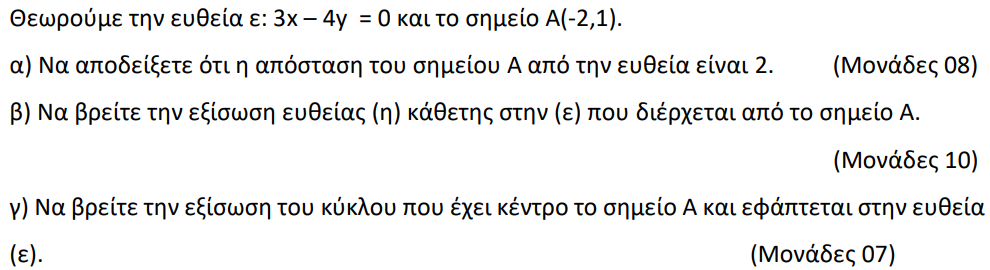 Θεωρούμε την ευθεία ε: 3x – 4y = 0 και το σημείο Α(-2,1).
α) Να αποδείξετε ότι η απόσταση του σημείου Α από την ευθεία είναι 2. (Μονάδες 08)
β) Να βρείτε την εξίσωση ευθείας (η) κάθετης στην (ε) που διέρχεται από το σημείο Α.
(Μονάδες 10)
γ) Να βρείτε την εξίσωση του κύκλου που έχει κέντρο το σημείο Α και εφάπτεται στην ευθεία
(ε). (Μονάδες 07)